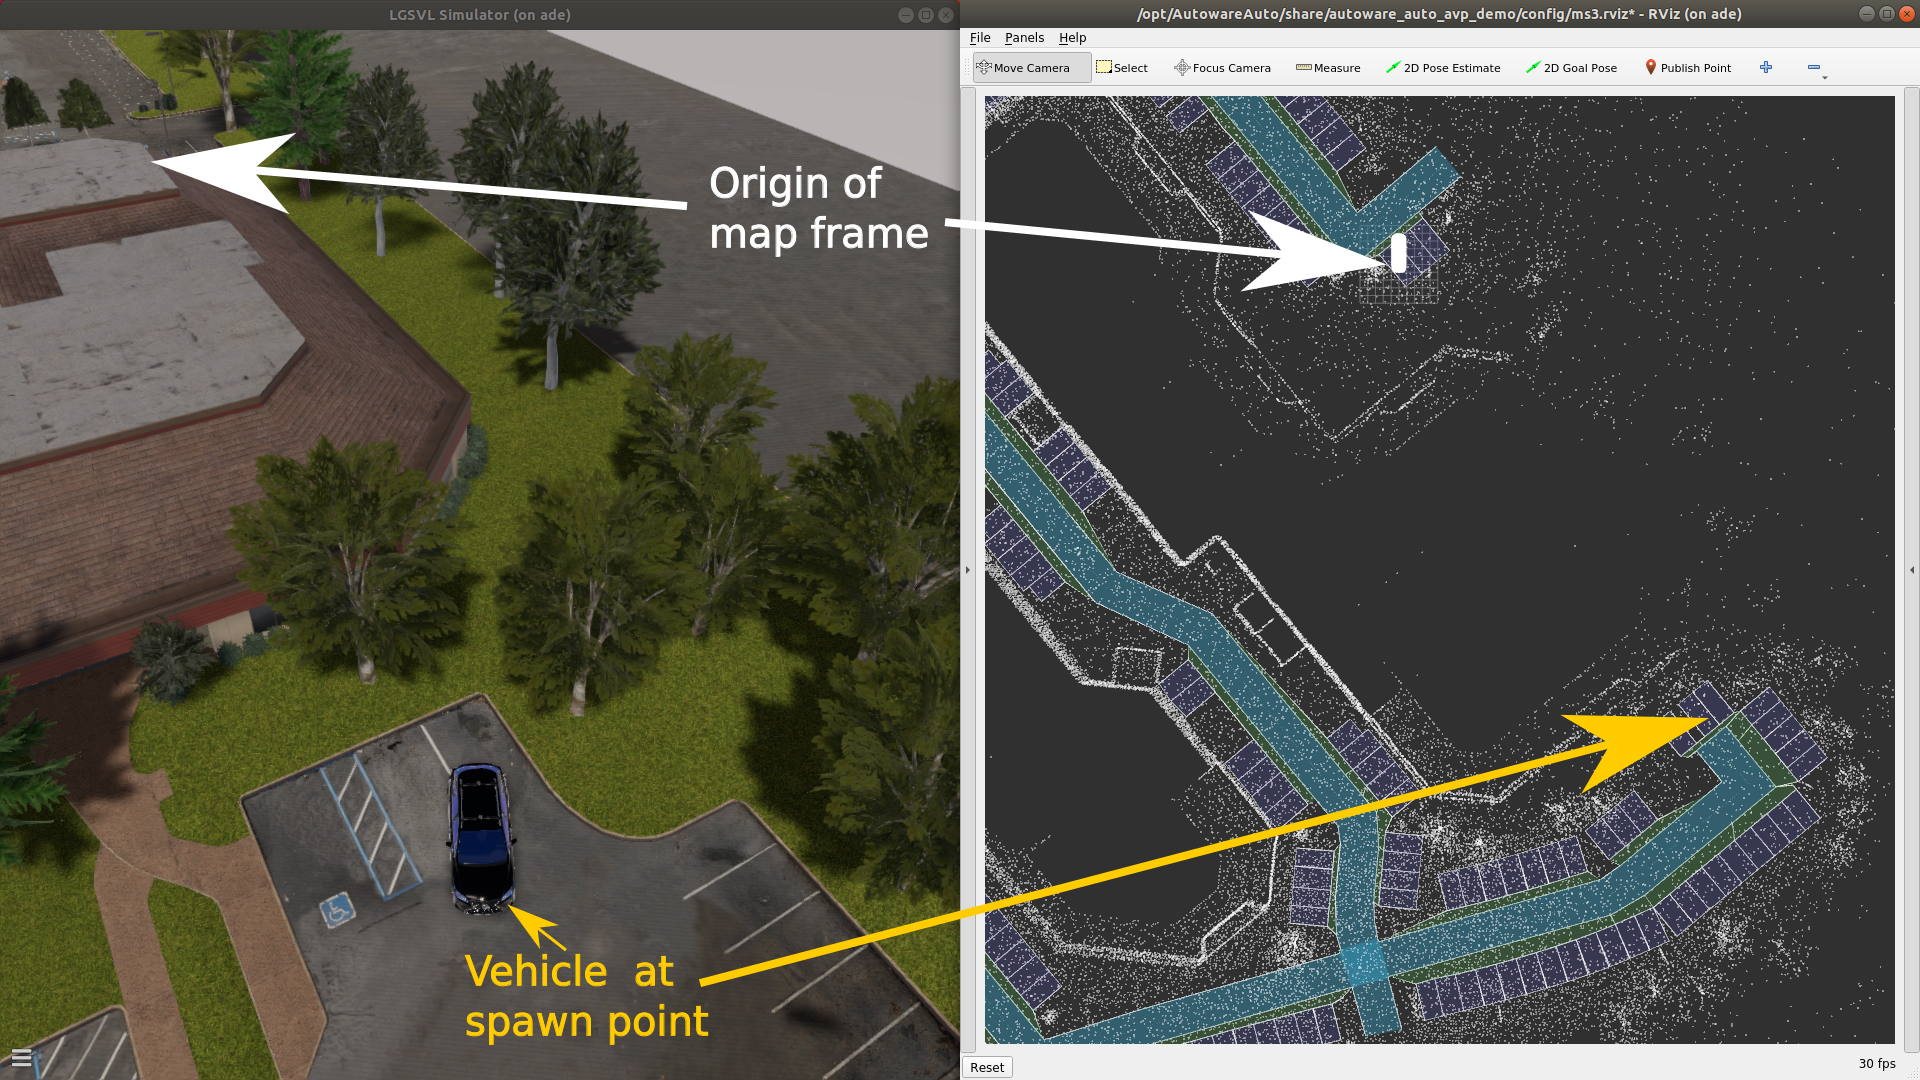 LGSVL Simulator (on ade)
/opt/AutowareAuto/share/autoware_auto_avp_demo/config/ms3.rviz* - RViz (on ade)
File Panels Help
Move Camera Select Focus Camera Measure 2D Pose Estimate 2D Goal Pose Publish Point
Origin of
map frame
Vehicle at
spawn point
Reset
30 fps